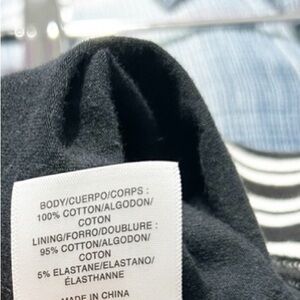 BODY/CUERPO/CORPS :
100% COTTON/ALGODON/
COTON
LINING/FORRO/DOUBLURE :
95% COTTON/ALGODON/
COTON
5% ELASTANE/ELASTANO/
ÉLASTHANNE
MADE IN CHINA